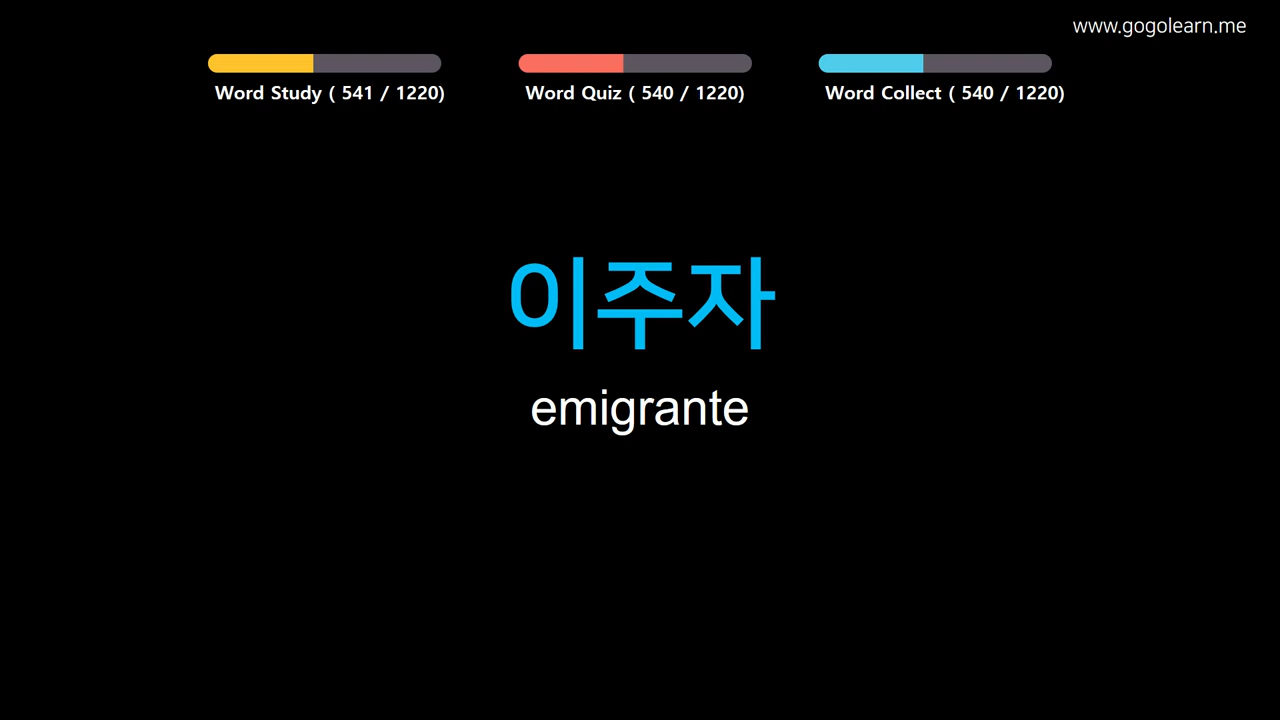 www.gogolearn.me
Word Study ( 541 / 1220)
Word Quiz ( 540 / 1220)
Word Collect ( 540 / 1220)
이주자
emigrante